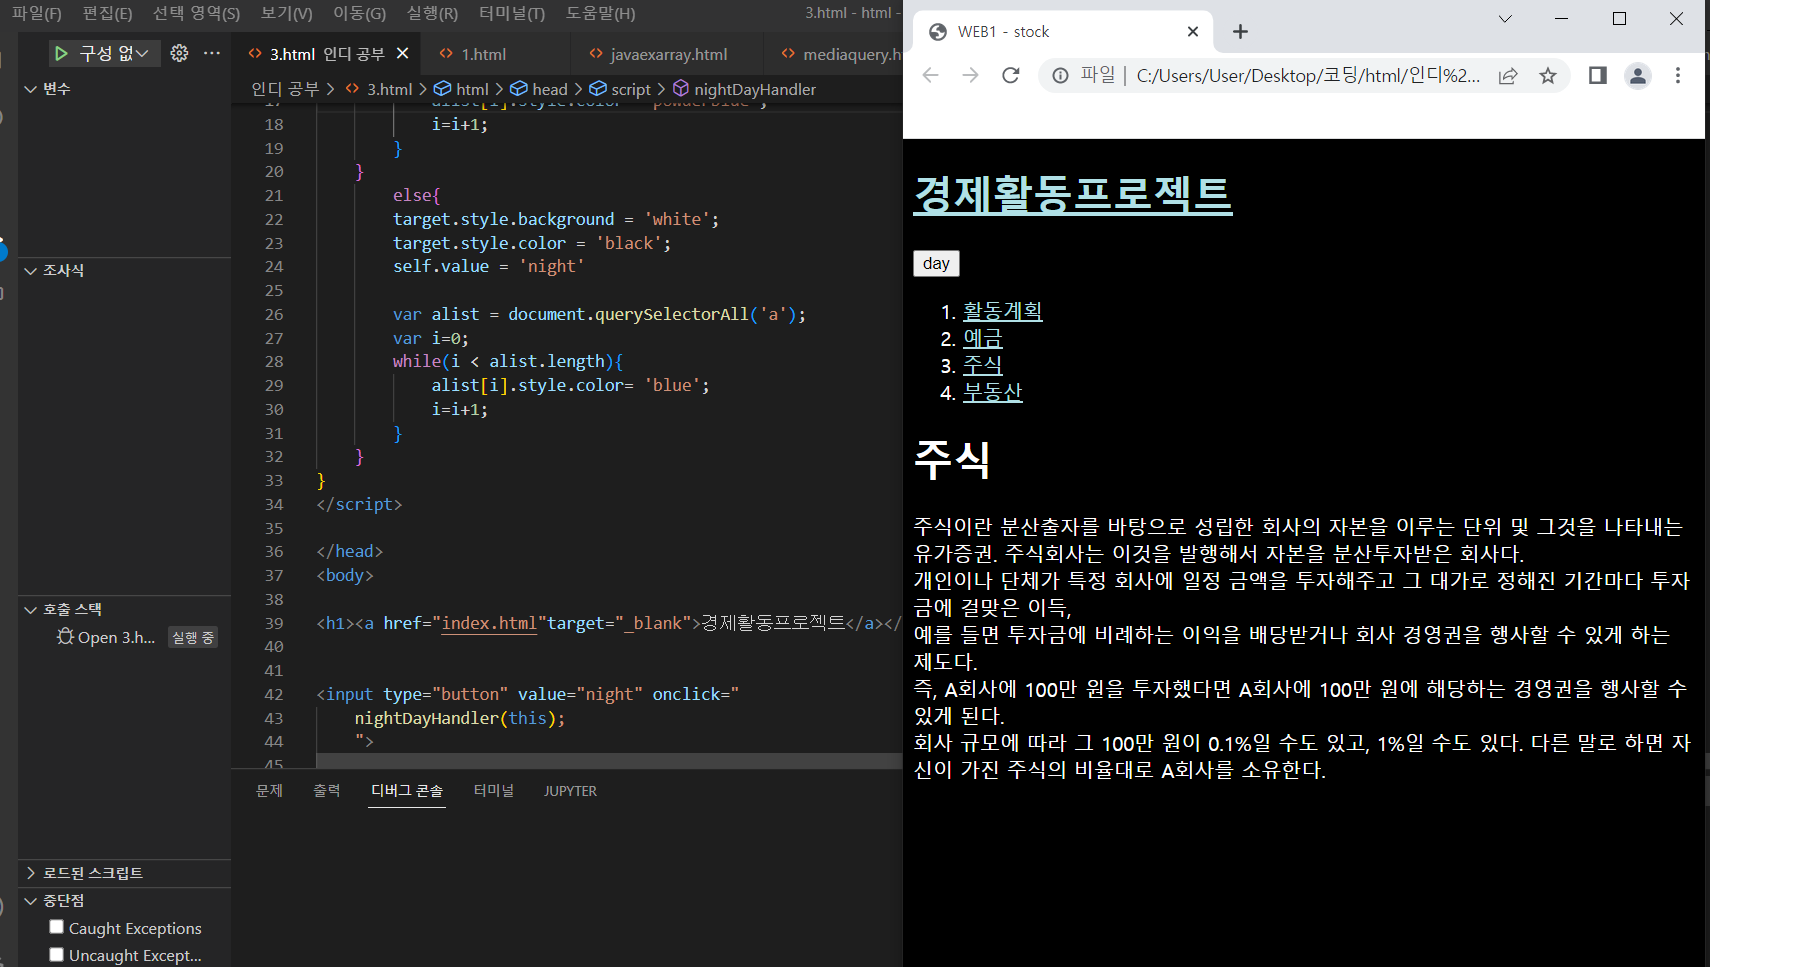 파일(F) 편집(E) 선택 영역(S) 보기(V) 이동(G) 실행(R) 터미널(T) 도움말(H) 3.html - html -
구성 없
3.html 인디 공부
1.html
javaexarray.html
인디 공부 > 3.html > html > head > script > nightDayHandler
변수
조사식
호출 스택
Open 3.h... 실행 중
로드된 스크립트
중단점
Caught Exceptions
Uncaught Except...
18 i=i+1;
19 }
20 }
21 else{
22 target.style.background = 'white';
23 target.style.color = 'black';
24 self.value = 'night'
25
26 var alist = document.querySelectorAll('a');
27 var i=0;
28 while(i < alist.length){
29 alist[i].style.color= 'blue';
30 i=i+1;
31 }
32 }
33 }
34 </script>
35
36 </head>
37 <body>
38
39 <h1><a href="index.html"target="_blank">경제활동프로젝트</a></
40
41
42 <input type="button" value="night" onclick="
43 nightDayHandler(this);
44 ">
45
문제 출력 디버그 콘솔 터미널 JUPYTER
WEB1 - stock
파일 | C:/Users/User/Desktop/코딩/html/인디%2...
경제활동프로젝트
day
1. 활동계획
2. 예금
3. 주식
4. 부동산
주식
주식이란 분산출자를 바탕으로 성립한 회사의 자본을 이루는 단위 및 그것을 나타내는
유가증권. 주식회사는 이것을 발행해서 자본을 분산투자받은 회사다.
개인이나 단체가 특정 회사에 일정 금액을 투자해주고 그 대가로 정해진 기간마다 투자
금에 걸맞은 이득,
예를 들면 투자금에 비례하는 이익을 배당받거나 회사 경영권을 행사할 수 있게 하는
제도다.
즉, A회사에 100만 원을 투자했다면 A회사에 100만 원에 해당하는 경영권을 행사할 수
있게 된다.
회사 규모에 따라 그 100만 원이 0.1%일 수도 있고, 1%일 수도 있다. 다른 말로 하면 자
신이 가진 주식의 비율대로 A회사를 소유한다.